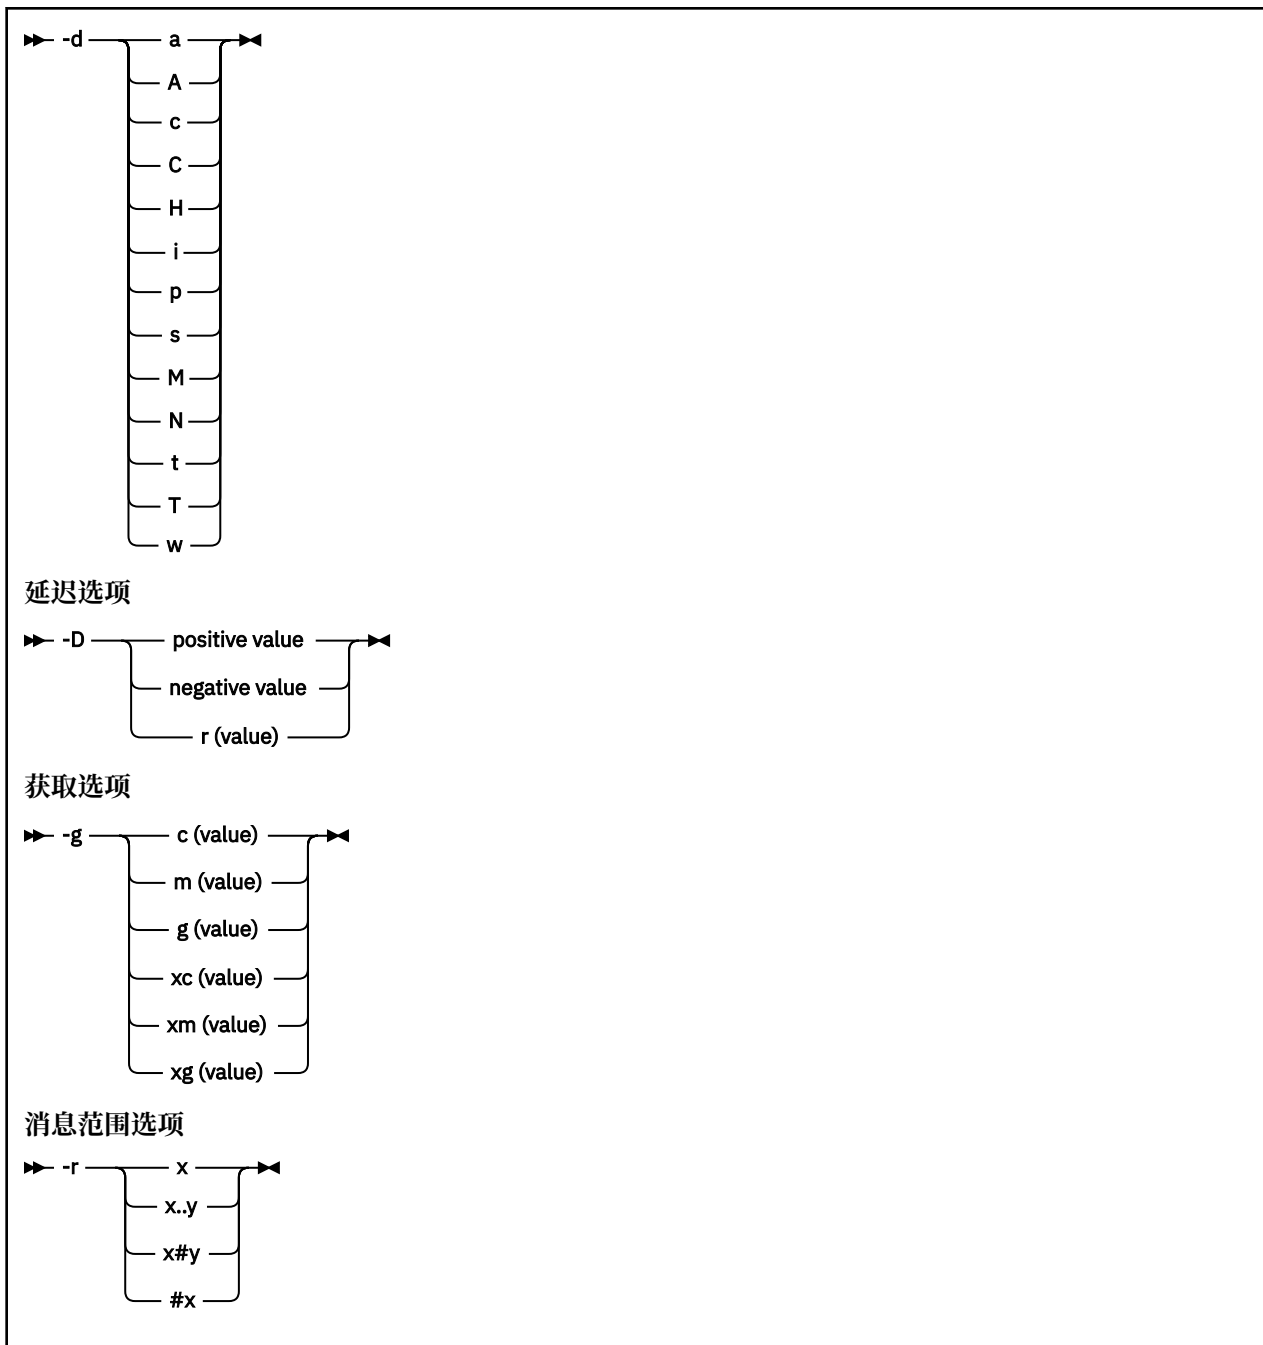 -d a
A
c
C
H
i
p
s
M
N
t
T
w
延迟选项
-D positive value
negative value
r (value)
获取选项
-g c (value)
m (value)
g (value)
xc (value)
xm (value)
xg (value)
消息范围选项
-r x
x..y
x#y
#x